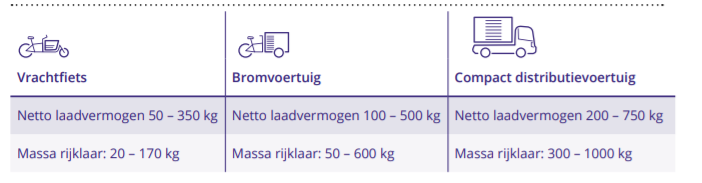 Vrachtfiets
Bromvoertuig
Compact distributievoertuig
Netto laadvermogen 50 – 350 kg
Netto laadvermogen 100 – 500 kg
Netto laadvermogen 200 – 750 kg
Massa rijklaar: 20 – 170 kg
Massa rijklaar: 50 – 600 kg
Massa rijklaar: 300 – 1000 kg